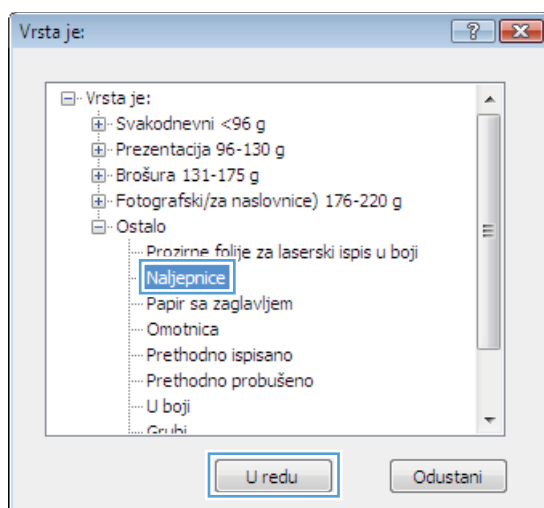 Vrsta je:
Vrsta je:
Svakodnevni <96 g
Prezentacija 96-130 g
Brošura 131-175 g
Fotografski/za naslovnice) 176-220 g
Ostalo
Prozirne folije za laserski ispis u boji
Naljepnice
Papir sa zaglavljem
Omotnica
Prethodno ispisano
Prethodno probušeno
U boji
Grubi
U redu Odustani